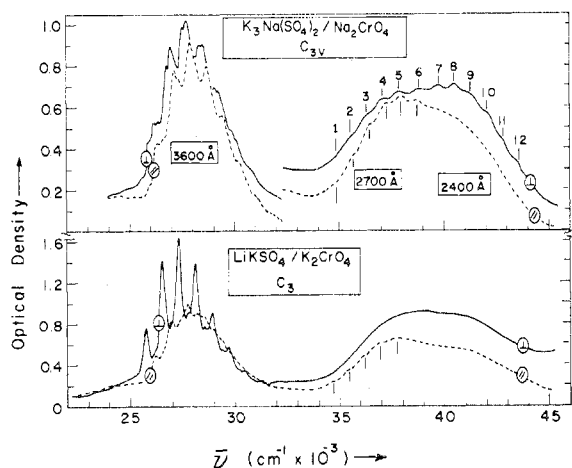 K₃Na(SO₄)₂ / Na₂CrO₄
C₃ᵥ
1.0
0.8
0.6
0.4
0.2
0
1 2 3 4 5 6 7 8 9 10 11 12
⊥
//
3600 Å
2700 Å
2400 Å
⊥
//
Optical Density
LiKSO₄ / K₂CrO₄
C₃
1.6
1.2
0.8
0.4
0
⊥
//
⊥
//
25 30 35 40 45
ν̅ (cm⁻¹ x 10⁻³)